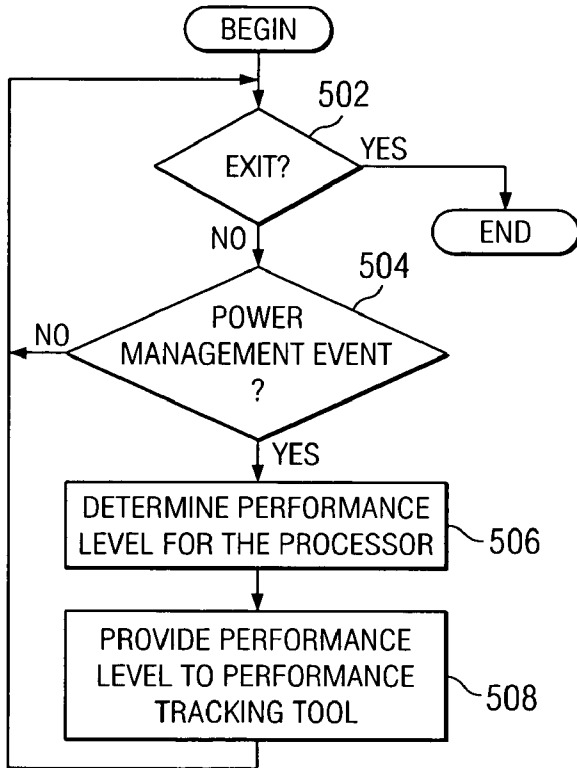 BEGIN
502
EXIT?
YES
END
NO
504
POWER
MANAGEMENT EVENT
?
NO
YES
DETERMINE PERFORMANCE
LEVEL FOR THE PROCESSOR
506
PROVIDE PERFORMANCE
LEVEL TO PERFORMANCE
TRACKING TOOL
508